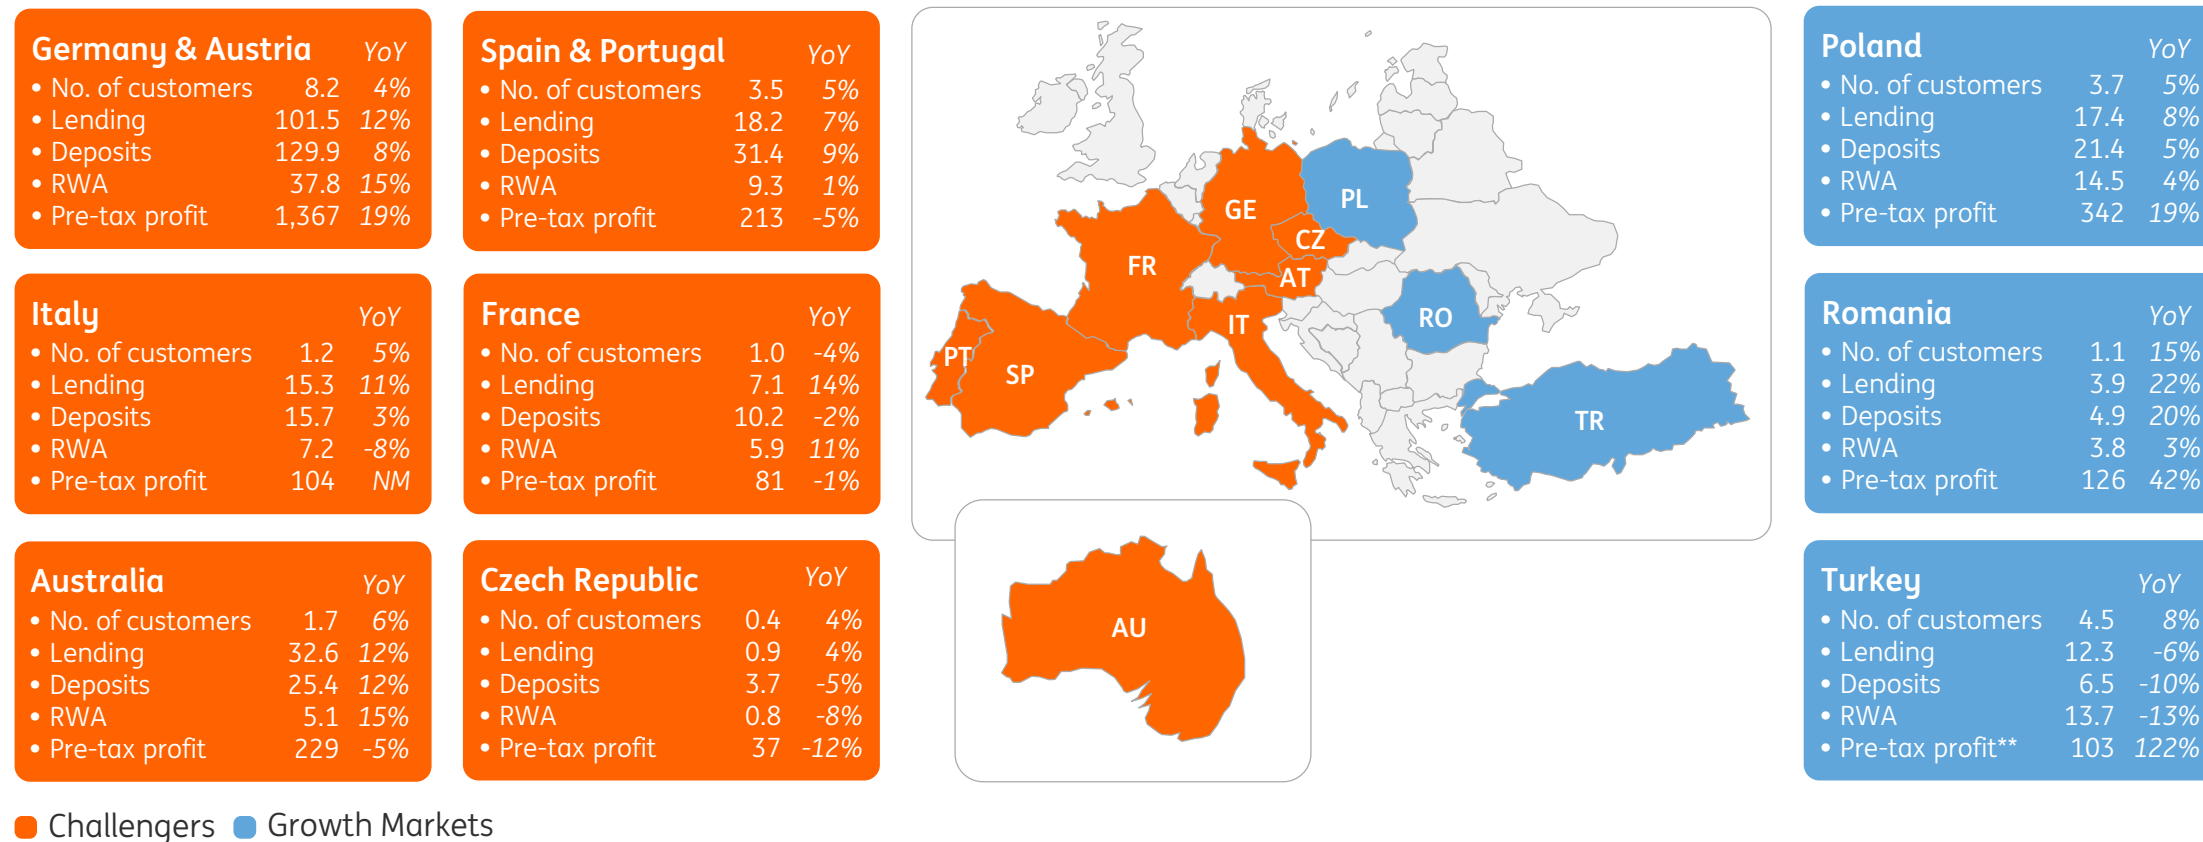 Germany & Austria YoY
• No. of customers 8.2 4%
• Lending 101.5 12%
• Deposits 129.9 8%
• RWA 37.8 15%
• Pre-tax profit 1,367 19%
Spain & Portugal YoY
• No. of customers 3.5 5%
• Lending 18.2 7%
• Deposits 31.4 9%
• RWA 9.3 1%
• Pre-tax profit 213 -5%
Italy YoY
• No. of customers 1.2 5%
• Lending 15.3 11%
• Deposits 15.7 3%
• RWA 7.2 -8%
• Pre-tax profit 104 NM
France YoY
• No. of customers 1.0 -4%
• Lending 7.1 14%
• Deposits 10.2 -2%
• RWA 5.9 11%
• Pre-tax profit 81 -1%
Australia YoY
• No. of customers 1.7 6%
• Lending 32.6 12%
• Deposits 25.4 12%
• RWA 5.1 15%
• Pre-tax profit 229 -5%
Czech Republic YoY
• No. of customers 0.4 4%
• Lending 0.9 4%
• Deposits 3.7 -5%
• RWA 0.8 -8%
• Pre-tax profit 37 -12%
PL
GE
CZ
FR
AT
RO
IT
PT
SP
TR
AU
Poland YoY
• No. of customers 3.7 5%
• Lending 17.4 8%
• Deposits 21.4 5%
• RWA 14.5 4%
• Pre-tax profit 342 19%
Romania YoY
• No. of customers 1.1 15%
• Lending 3.9 22%
• Deposits 4.9 20%
• RWA 3.8 3%
• Pre-tax profit 126 42%
Turkey YoY
• No. of customers 4.5 8%
• Lending 12.3 -6%
• Deposits 6.5 -10%
• RWA 13.7 -13%
• Pre-tax profit** 103 122%
Challengers Growth Markets